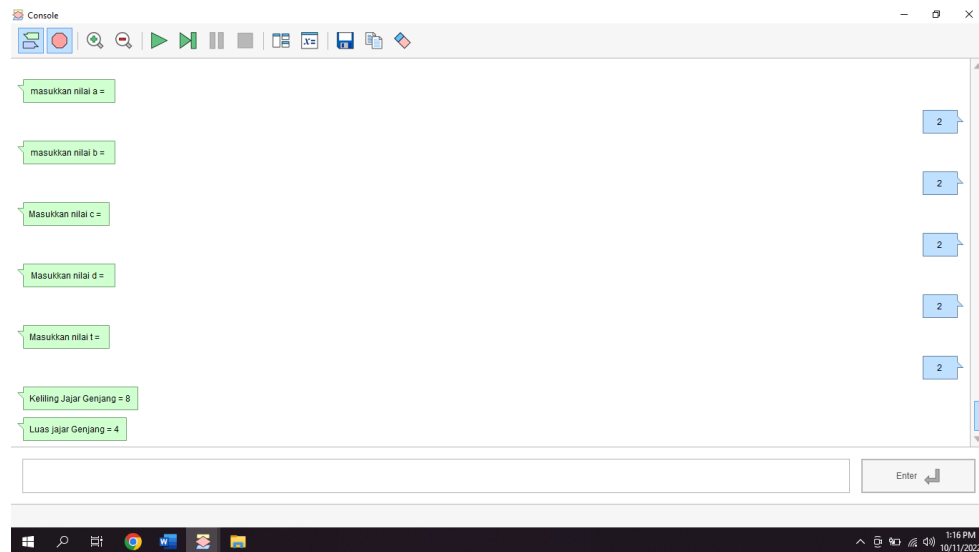 Console
masukkan nilai a =
2
masukkan nilai b =
2
Masukkan nilai c =
2
Masukkan nilai d =
2
Masukkan nilai t =
2
Keliling Jajar Genjang = 8
Luas jajar Genjang = 4
Enter
1:16 PM